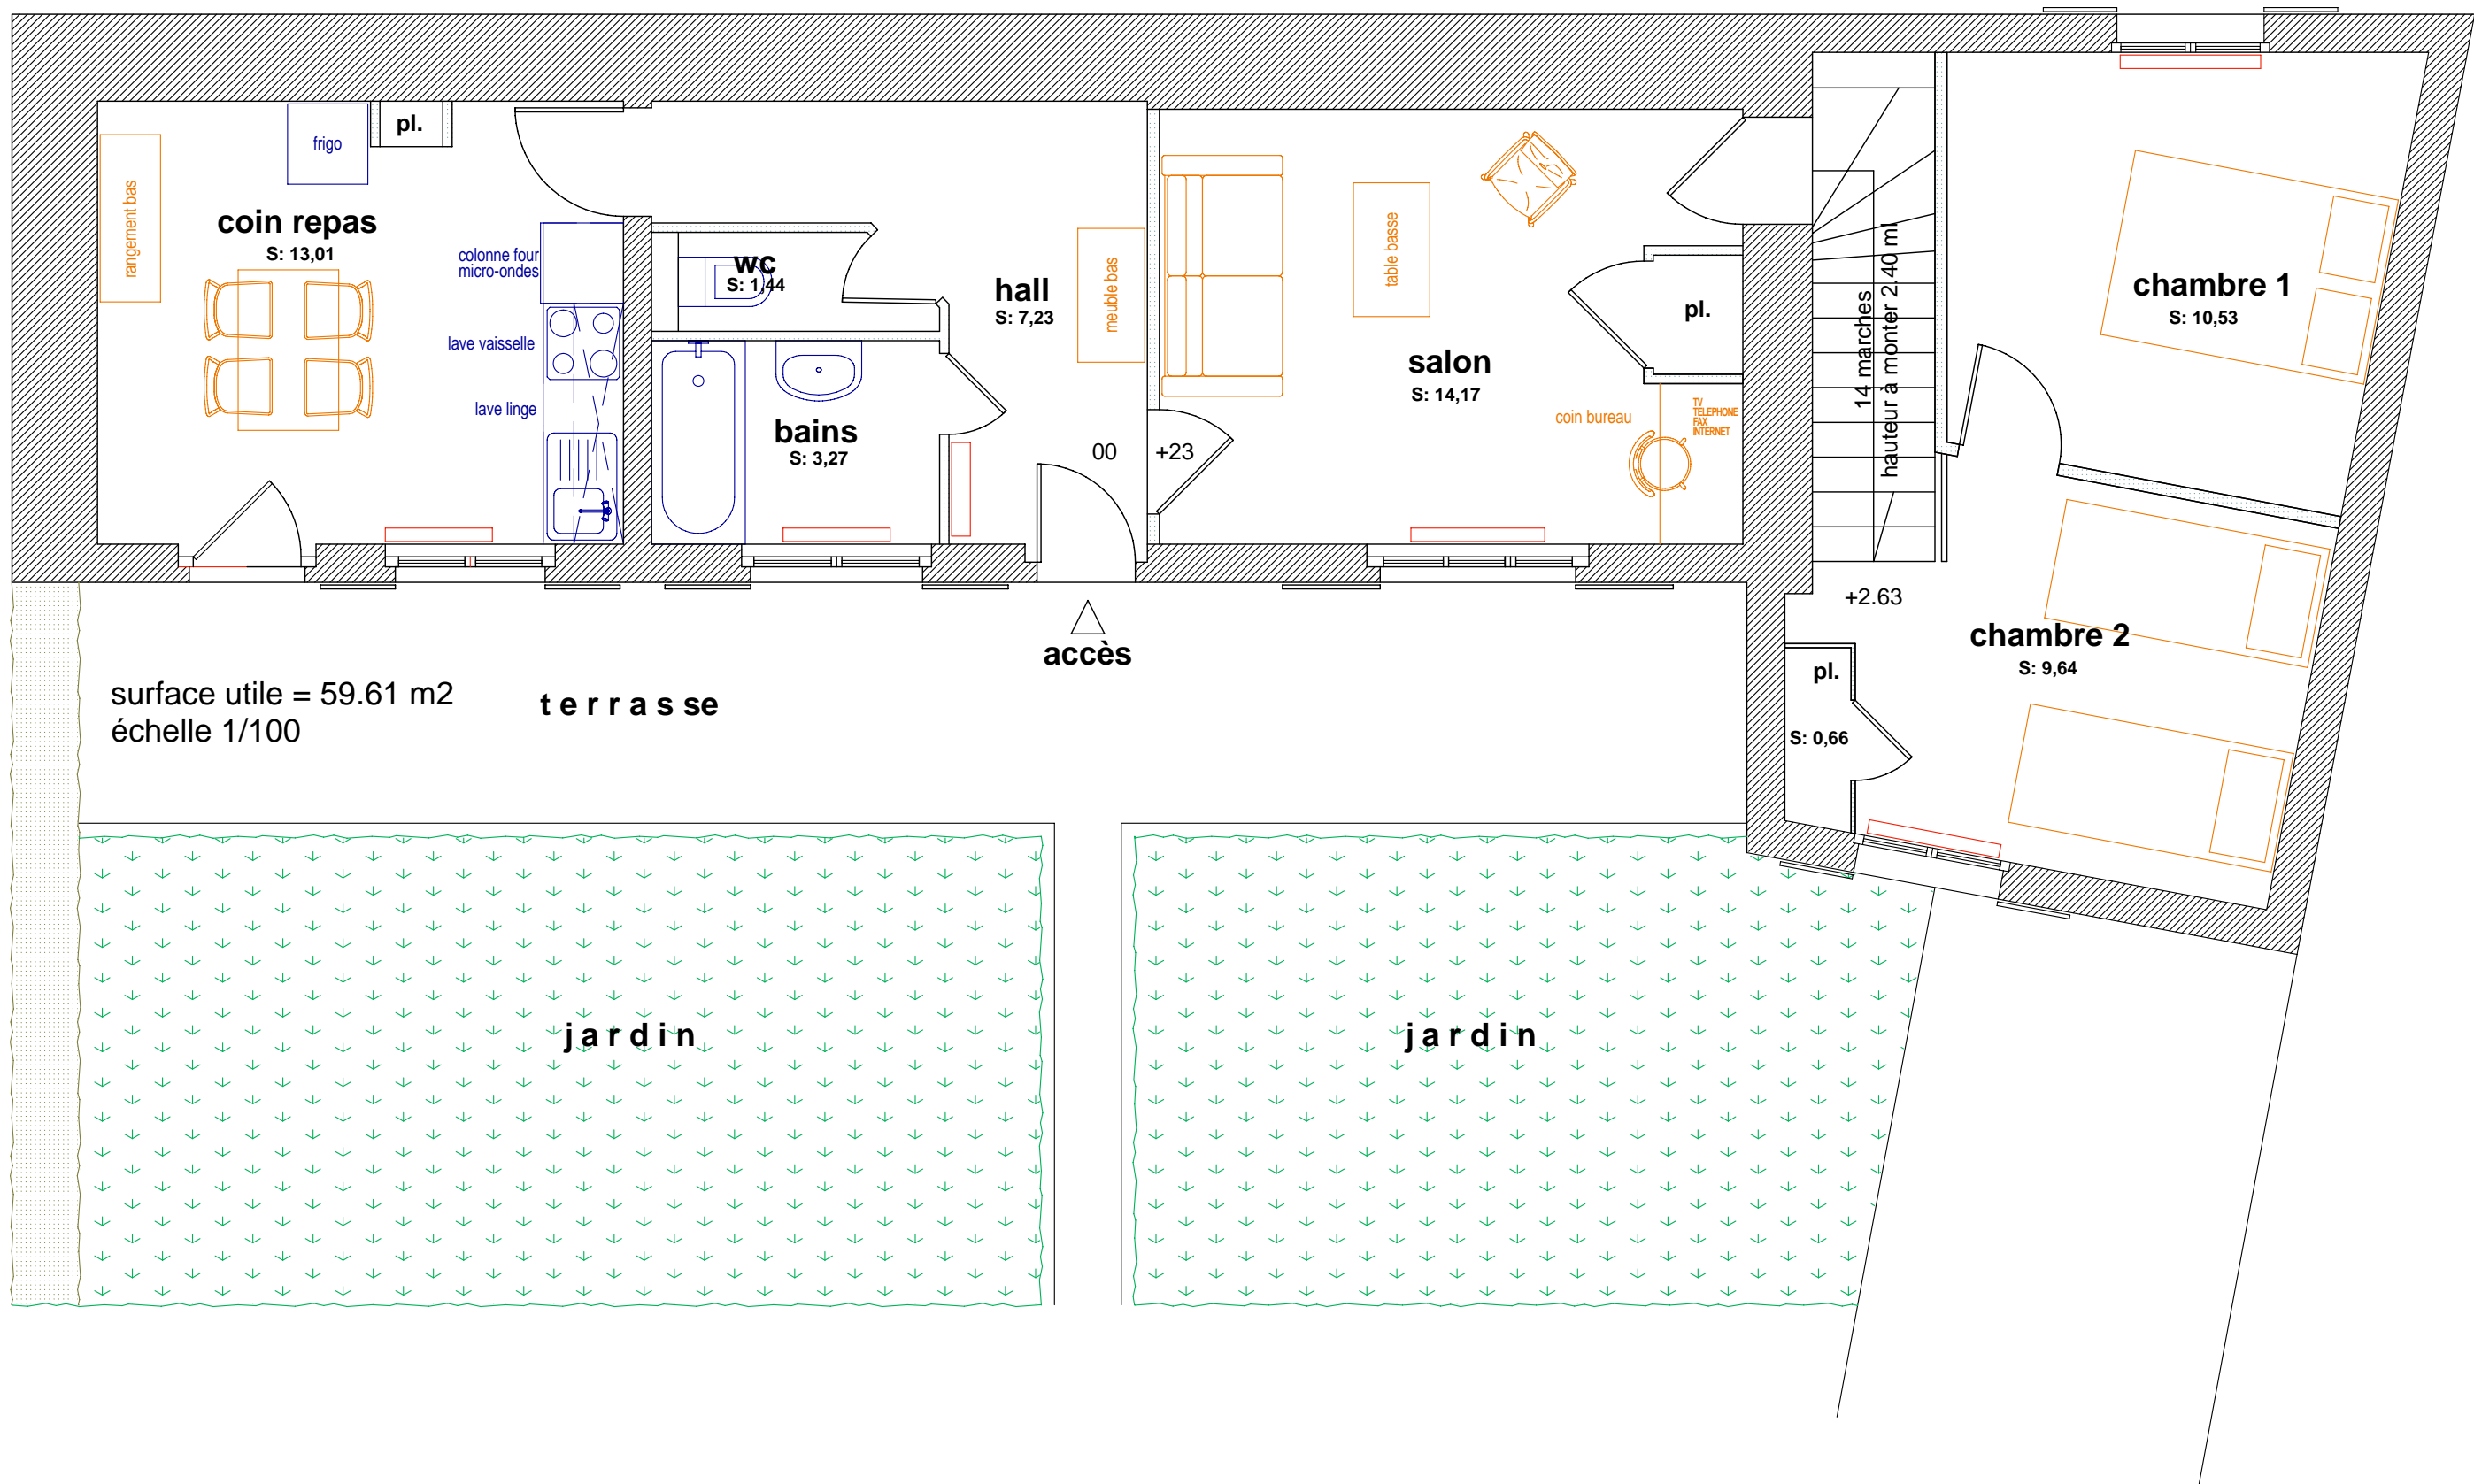 pl.
frigo
rangement bas
coin repas
S: 13,01
colonne four
micro-ondes
lave vaisselle
lave linge
wc
S: 1,44
bains
S: 3,27
hall
S: 7,23
meuble bas
00
+23
table basse
salon
S: 14,17
pl.
coin bureau
TV
TELEPHONE
FAX
INTERNET
14 marches
hauteur à monter 2.40 ml
chambre 1
S: 10,53
+2.63
chambre 2
S: 9,64
pl.
S: 0,66
accès
surface utile = 59.61 m2
échelle 1/100
terrasse
jardin
jardin